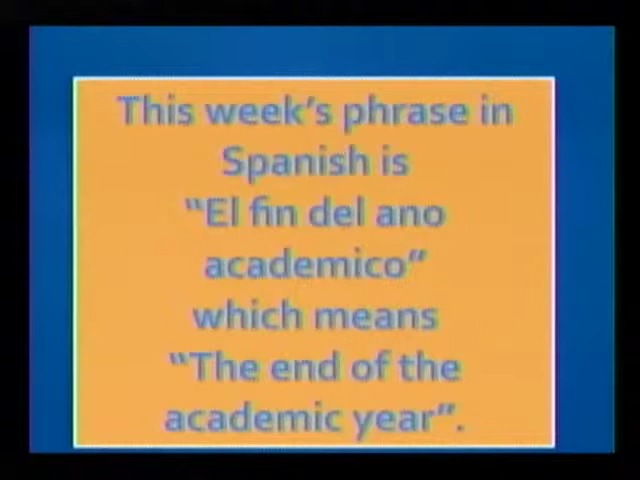 This week's phrase in
Spanish is
"El fin del ano
academico"
which means
"The end of the
academic year".